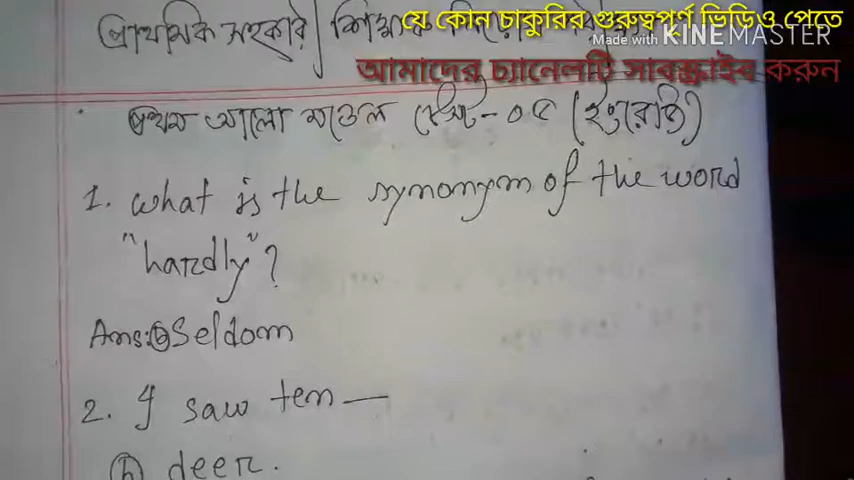 যে কোন চাকুরির গুরুত্বপূর্ণ ভিডিও পেতে
Made with KINEMASTER
আমাদের চ্যানেলটি সাবস্ক্রাইব করুন
প্রাথমিক সহকারী শিক্ষক
প্রথম আলো মডেল টেস্ট-০৫ (ইংরেজি)
1. what is the synonym of the word
"hardly"?
Ans: ⓑ Seldom
2. I saw ten —
ⓑ deer.